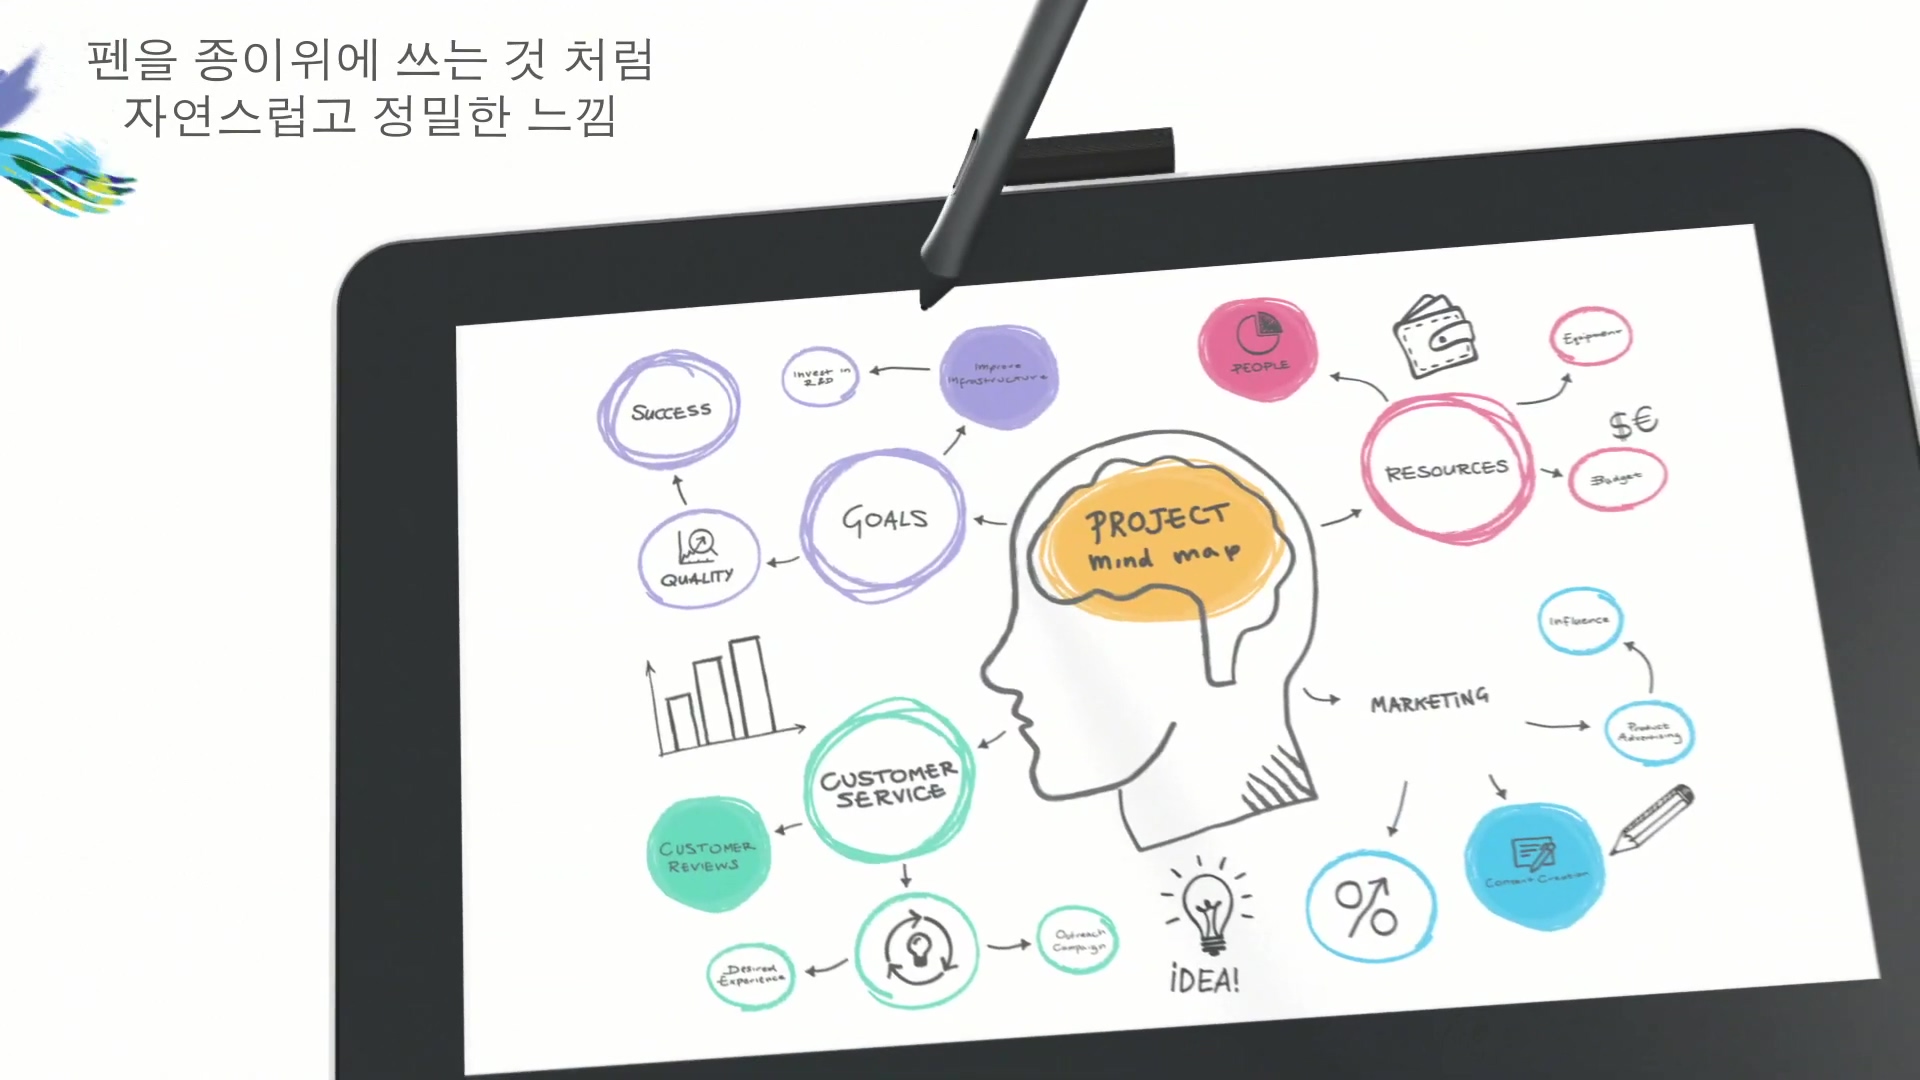 펜을 종이위에 쓰는 것 처럼
자연스럽고 정밀한 느낌
SUCCESS
Invest in
R&D
Improve
Infrastructure
PEOPLE
Equipment
$€
RESOURCES
Budget
GOALS
PROJECT
mind map
QUALITY
Influence
MARKETING
Product
Advertising
CUSTOMER
SERVICE
CUSTOMER
REVIEWS
Content Creation
Desired
Experience
Outreach
Campaign
iDEA!